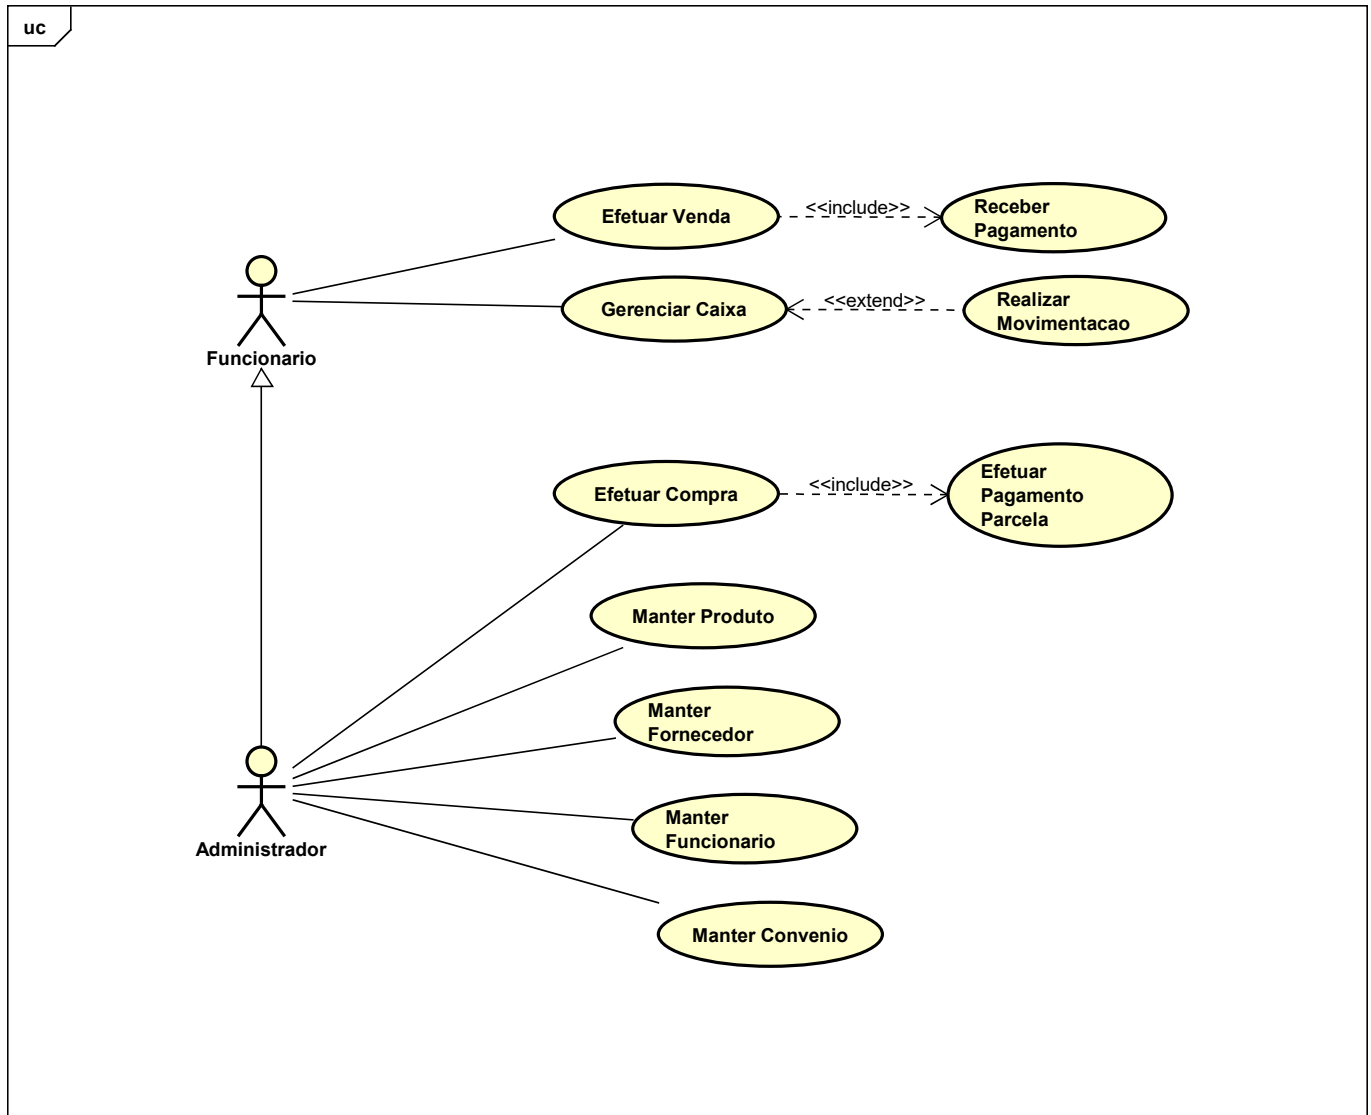 uc
Efetuar Venda
<<include>>
Receber
Pagamento
Gerenciar Caixa
<<extend>>
Realizar
Movimentacao
Funcionario
Efetuar Compra
<<include>>
Efetuar
Pagamento
Parcela
Manter Produto
Manter
Fornecedor
Manter
Funcionario
Administrador
Manter Convenio